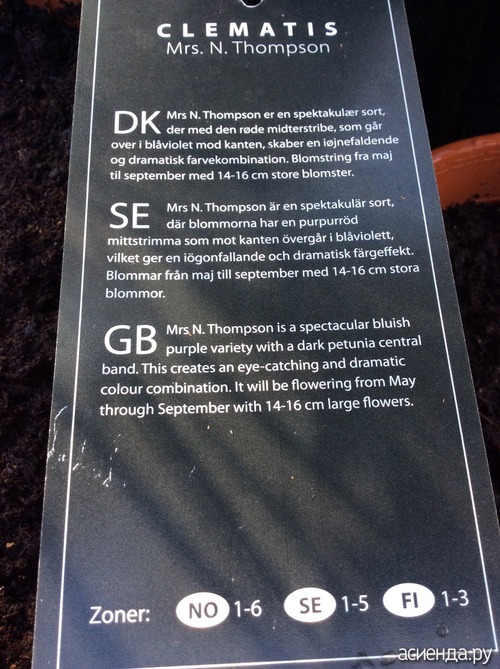 CLEMATIS
Mrs. N. Thompson
DK Mrs N. Thompson er en spektakulær sort,
der med den røde midterstribe, som går
over i blåviolet mod kanten, skaber en iøjnefaldende
og dramatisk farvekombination. Blomstring fra maj
til september med 14-16 cm store blomster.
SE Mrs N. Thompson är en spektakulär sort,
där blommorna har en purpurröd
mittstrimma som mot kanten övergår i blåviolett,
vilket ger en iögonfallande och dramatisk färgeffekt.
Blommar från maj till september med 14-16 cm stora
blommor.
GB Mrs N. Thompson is a spectacular bluish
purple variety with a dark petunia central
band. This creates an eye-catching and dramatic
colour combination. It will be flowering from May
through September with 14-16 cm large flowers.
Zoner: NO 1-6 SE 1-5 FI 1-3
асиенда.ру